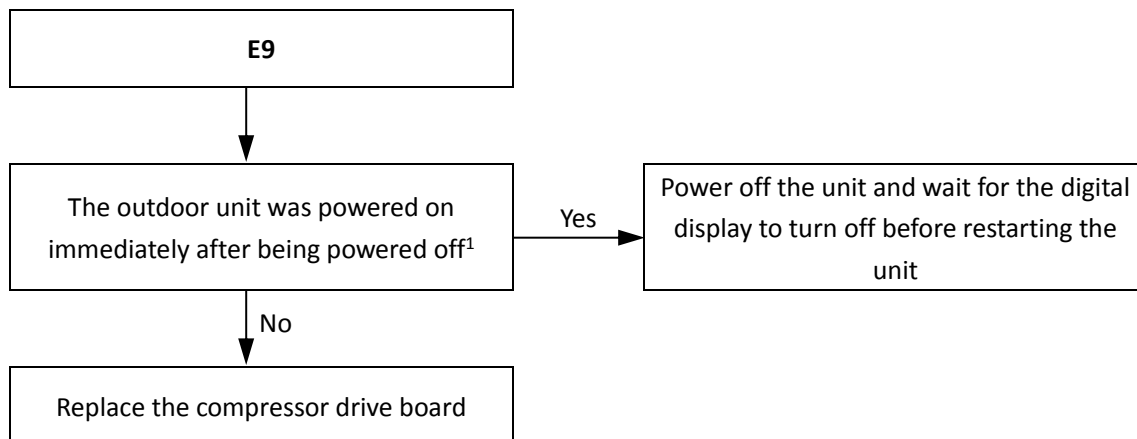 E9
The outdoor unit was powered on
immediately after being powered off¹
Yes
Power off the unit and wait for the digital
display to turn off before restarting the
unit
No
Replace the compressor drive board